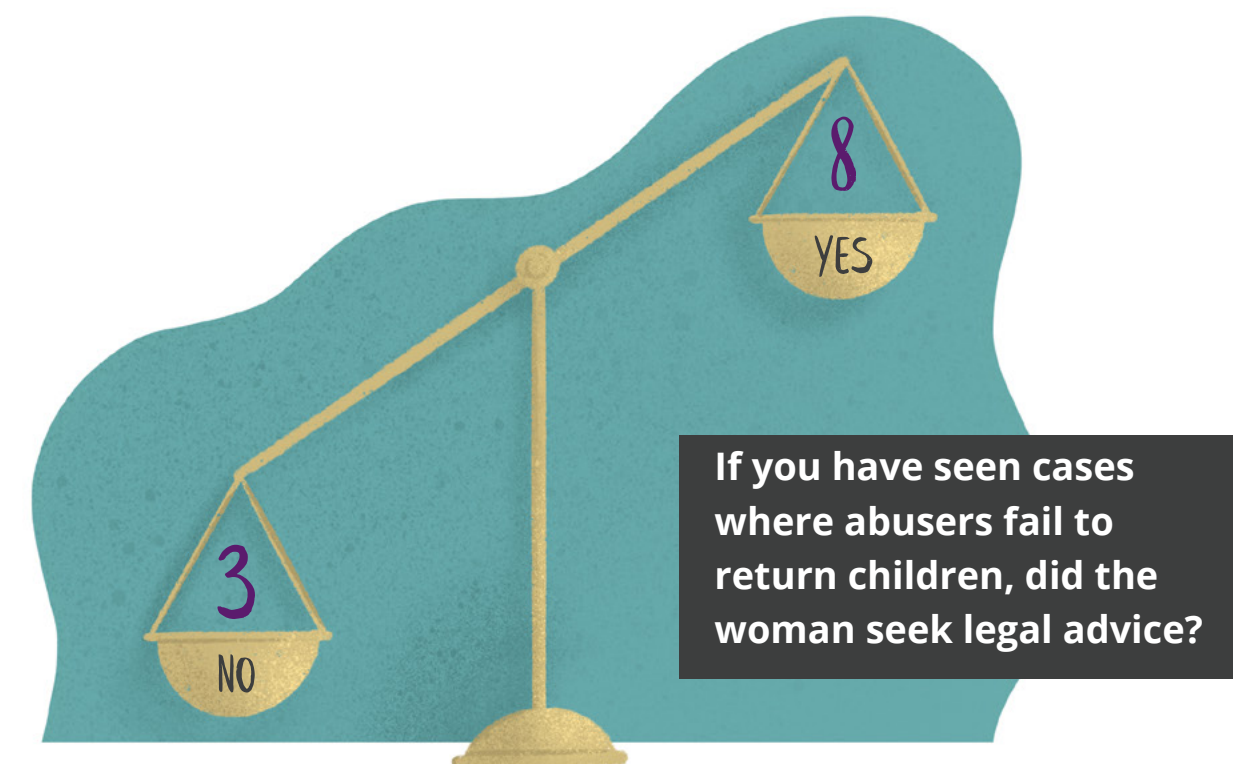 8
YES
3
NO
If you have seen cases
where abusers fail to
return children, did the
woman seek legal advice?